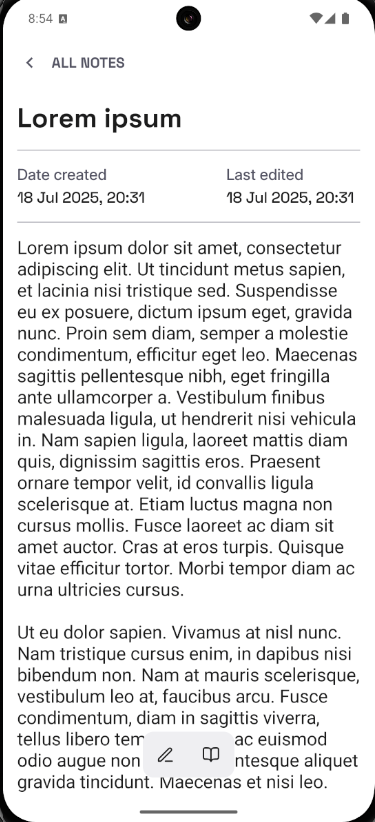 8:54
ALL NOTES
Lorem ipsum
Date created
Last edited
18 Jul 2025, 20:31
18 Jul 2025, 20:31
Lorem ipsum dolor sit amet, consectetur
adipiscing elit. Ut tincidunt metus sapien,
et lacinia nisi tristique sed. Suspendisse
eu ex posuere, dictum ipsum eget, gravida
nunc. Proin sem diam, semper a molestie
condimentum, efficitur eget leo. Maecenas
sagittis pellentesque nibh, eget fringilla
ante ullamcorper a. Vestibulum finibus
malesuada ligula, ut hendrerit nisi vehicula
in. Nam sapien ligula, laoreet mattis diam
quis, dignissim sagittis eros. Praesent
ornare tempor velit, id convallis ligula
scelerisque at. Etiam luctus magna non
cursus mollis. Fusce laoreet ac diam sit
amet auctor. Cras at eros turpis. Quisque
vitae efficitur tortor. Morbi tempor diam ac
urna ultricies cursus.
Ut eu dolor sapien. Vivamus at nisl nunc.
Nam tristique cursus enim, in dapibus nisi
bibendum non. Nam at mauris scelerisque,
vestibulum leo at, faucibus arcu. Fusce
condimentum, diam in sagittis viverra,
tellus libero ac euismod
odio augue non aliquet
gravida tincidunt. Maecenas et nisi leo.